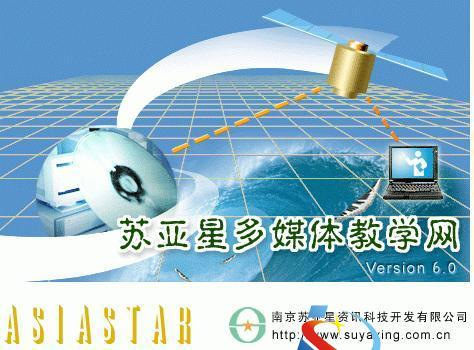 苏亚星多媒体教学网
Version 6.0
ASIASTAR
南京苏亚星资讯科技开发有限公司
http://www.suyaxing.com.cn